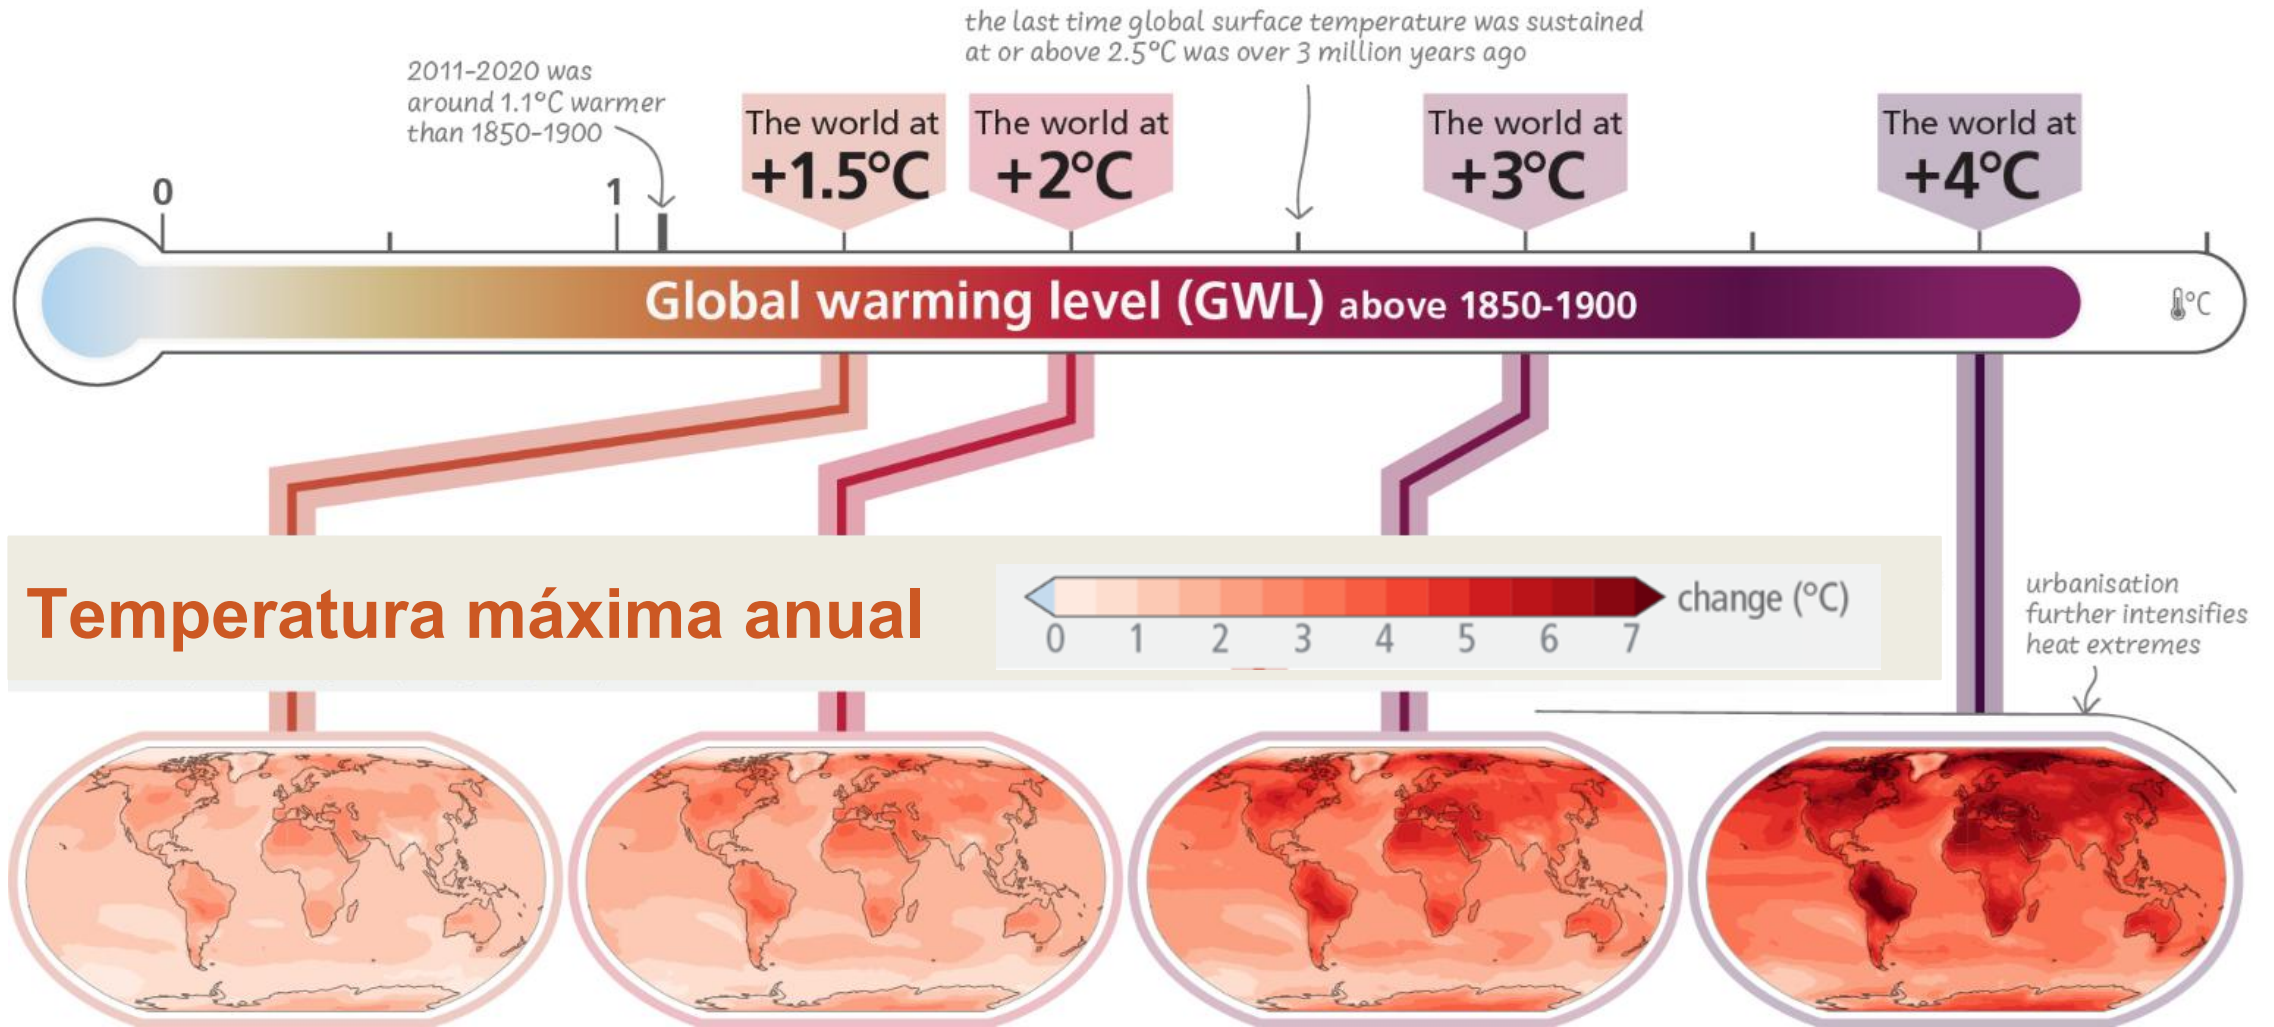 the last time global surface temperature was sustained
at or above 2.5°C was over 3 million years ago
2011-2020 was
around 1.1°C warmer
than 1850-1900
The world at
+1.5°C
The world at
+2°C
The world at
+3°C
The world at
+4°C
0
1
Global warming level (GWL) above 1850-1900
°C
Temperatura máxima anual
change (°C)
0 1 2 3 4 5 6 7
urbanisation
further intensifies
heat extremes